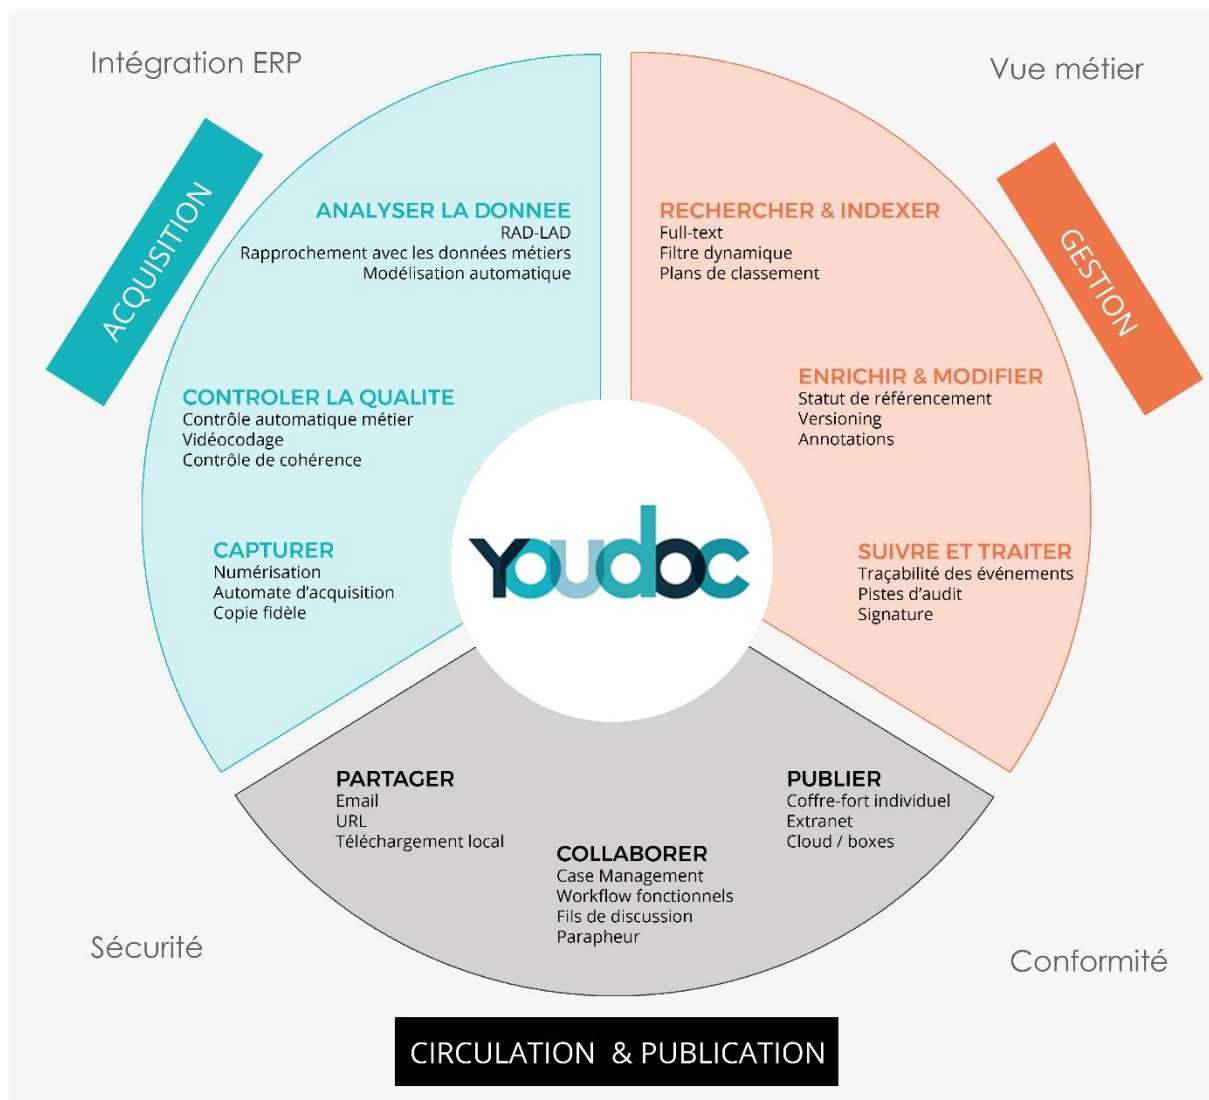 Intégration ERP
Vue métier
ACQUISITION
ANALYSER LA DONNEE
RAD-LAD
Rapprochement avec les données métiers
Modélisation automatique
CONTROLER LA QUALITE
Contrôle automatique métier
Vidéocodage
Contrôle de cohérence
CAPTURER
Numérisation
Automate d’acquisition
Copie fidèle
GESTION
RECHERCHER & INDEXER
Full-text
Filtre dynamique
Plans de classement
ENRICHIR & MODIFIER
Statut de référencement
Versioning
Annotations
SUIVRE ET TRAITER
Traçabilité des événements
Pistes d’audit
Signature
Youdoc
PARTAGER
Email
URL
Téléchargement local
COLLABORER
Case Management
Workflow fonctionnels
Fils de discussion
Parapheur
PUBLIER
Coffre-fort individuel
Extranet
Cloud / boxes
Sécurité
Conformité
CIRCULATION & PUBLICATION